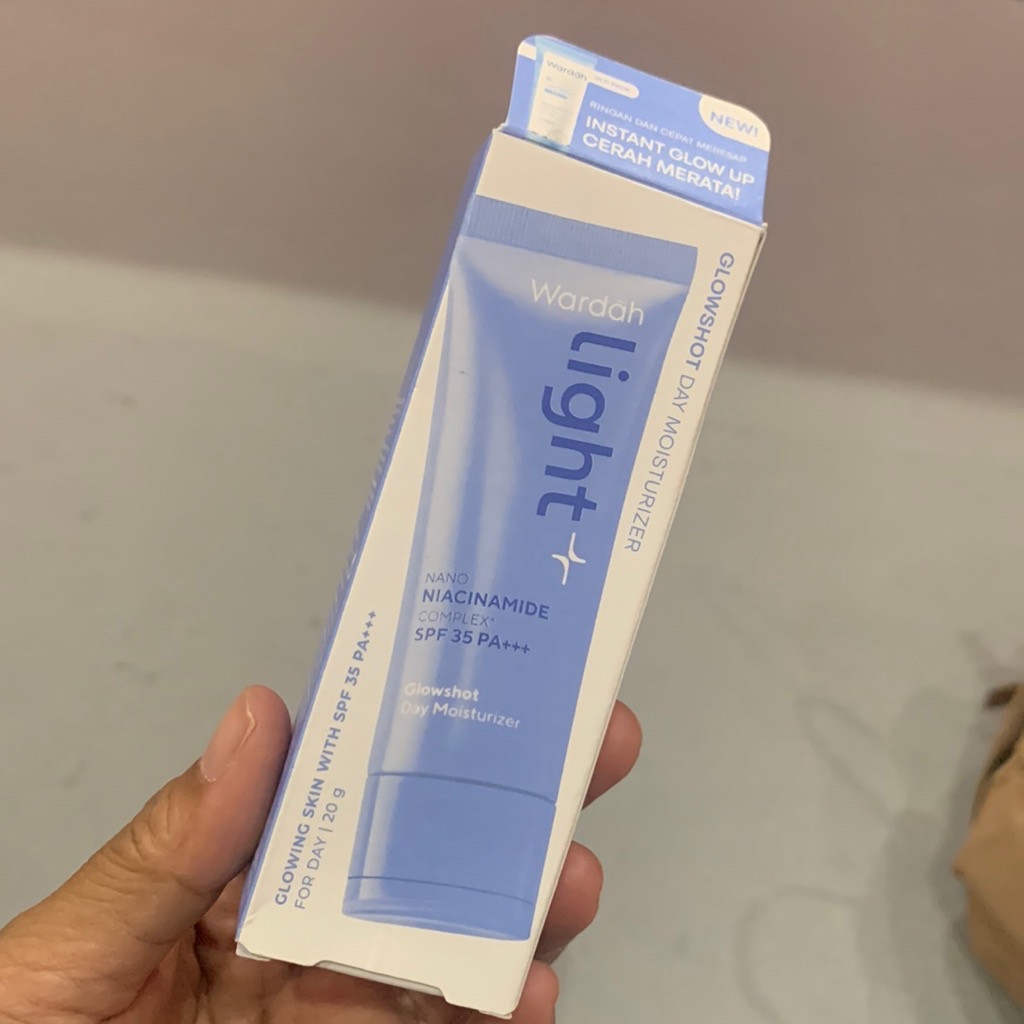 Wardah
NEW!
RINGAN DAN CEPAT MERESAP
INSTANT GLOW UP
CERAH MERATA!
GLOWSHOT DAY MOISTURIZER
Wardah
light+
NANO
NIACINAMIDE
COMPLEX*
SPF 35 PA+++
Glowshot
Day Moisturizer
GLOWING SKIN WITH SPF 35 PA+++
FOR DAY | 20 g